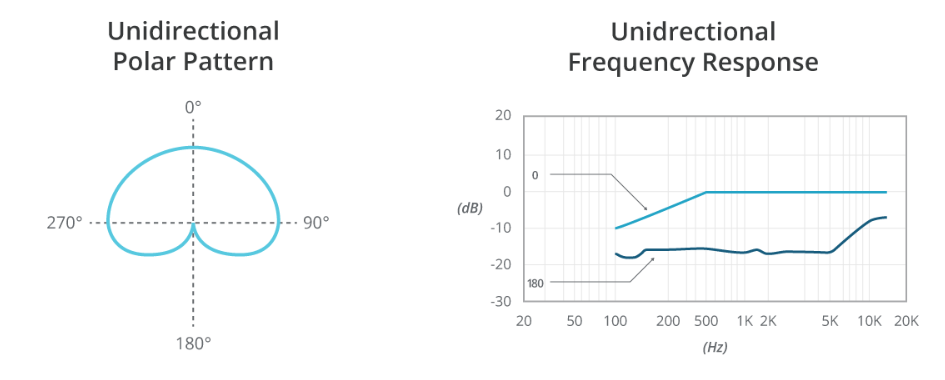 Unidirectional
Polar Pattern
0°
270°
90°
180°
Unidrectional
Frequency Response
20
10
0
-10
-20
-30
(dB)
0
180
20 50 100 200 500 1K 2K 5K 10K 20K
(Hz)